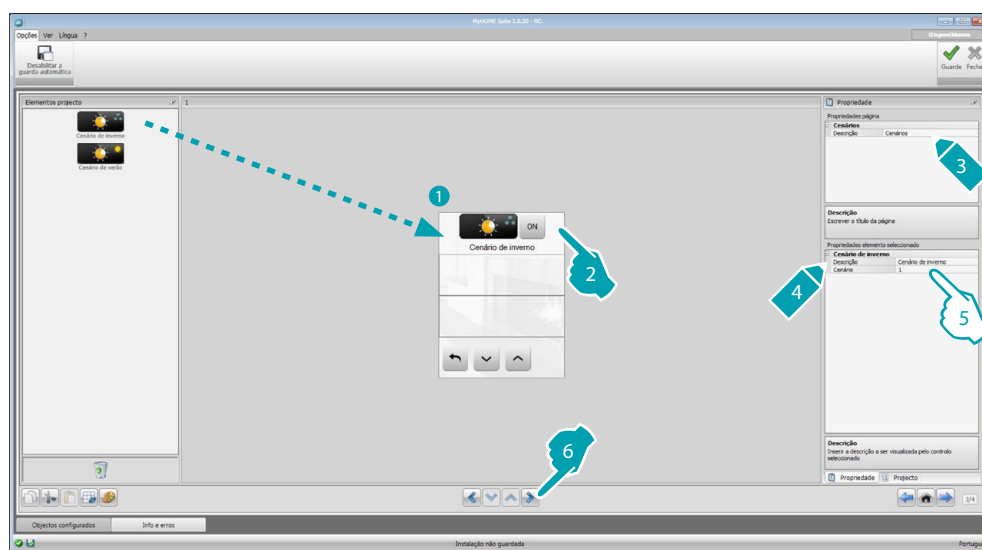 MyHOME Suite 1.0.20 - RC
Opções Ver Língua ?
Desabilitar a
guarda automática
Guarde Feche
Elementos projecto
1
Cenário de inverno
Cenário de verão
1
ON
Cenário de inverno
2
Propriedade
Propriedades página
Cenários
Descrição Cenários
3
Descrição
Escrever o título da página
Propriedades elemento seleccionado
Cenário de inverno
Descrição Cenário de inverno
Cenário 1
4
5
6
Descrição
Inserir a descrição a ser visualizada pelo controlo
seleccionado
Propriedade Projecto
3/4
Objectos configurados Info e erros
Instalação não guardada
Portugu